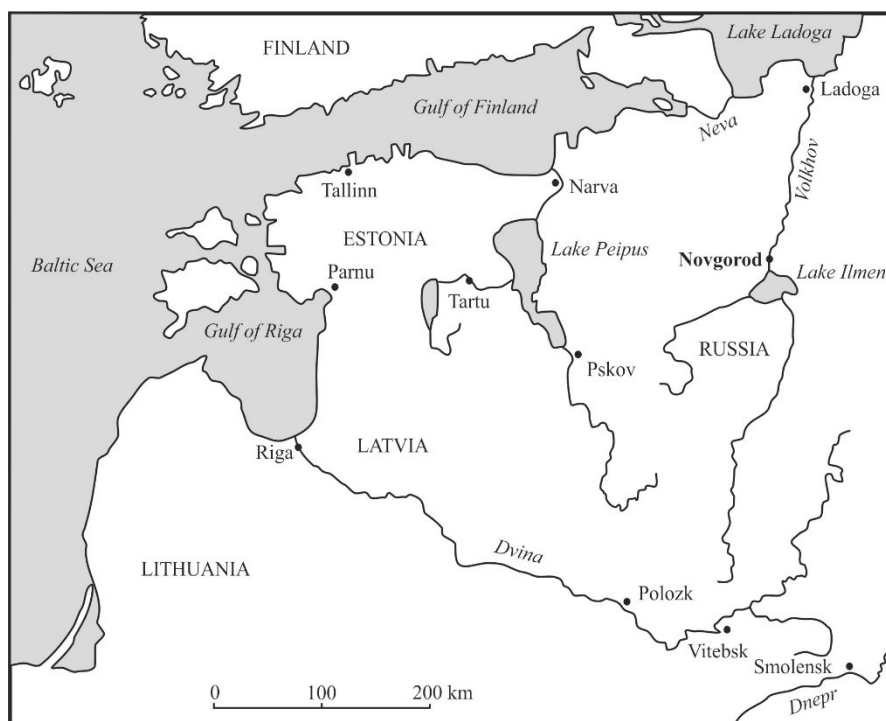 Lake Ladoga
FINLAND
Ladoga
Gulf of Finland
Neva
Volkhov
Tallinn
Narva
ESTONIA
Lake Peipus
Novgorod
Baltic Sea
Parnu
Lake Ilmen
Tartu
Gulf of Riga
RUSSIA
Pskov
Riga
LATVIA
Dvina
LITHUANIA
Polozk
Vitebsk
Smolensk
0 100 200 km
Dnepr